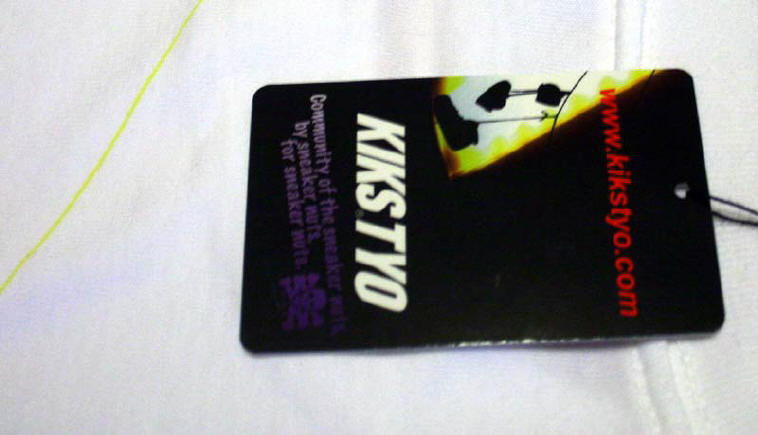 www.kikstyo.com
KIKSTYO
Community of the sneaker nuts
by sneaker nuts.
for sneaker nuts.